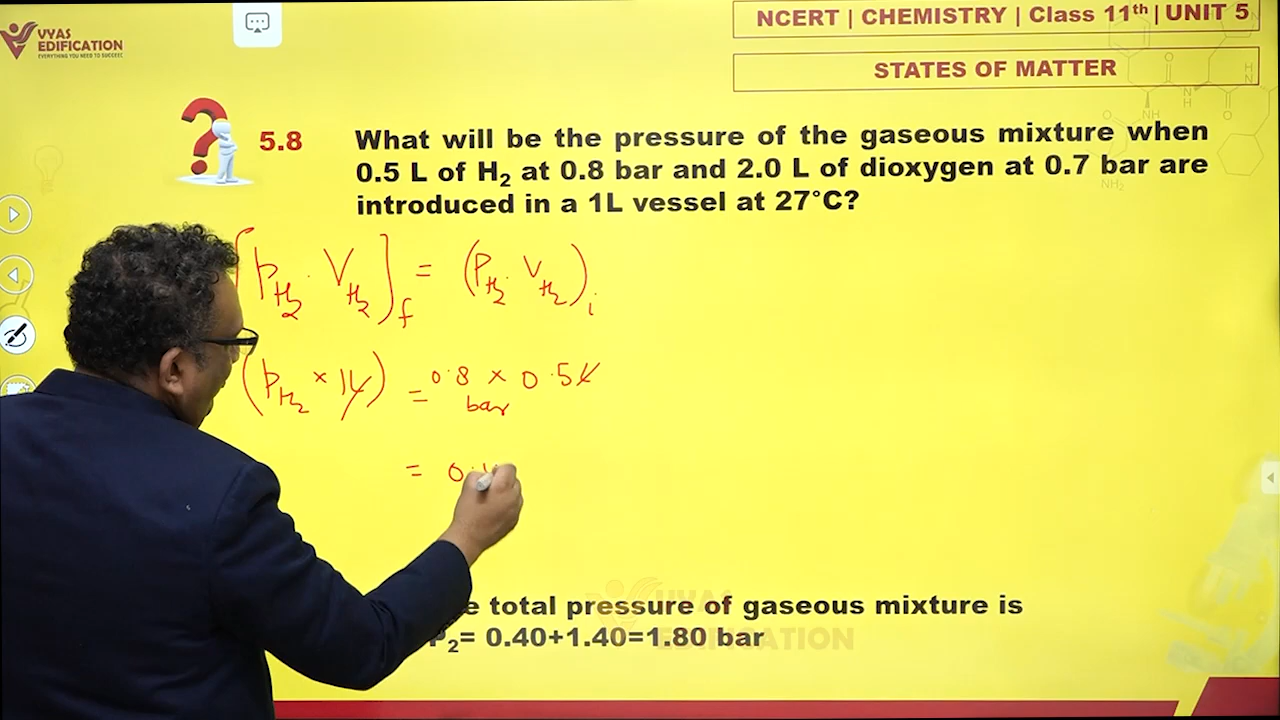 VYAS
EDIFICATION
EVERYTHING YOU NEED TO SUCCEED
NCERT | CHEMISTRY | Class 11th | UNIT 5
STATES OF MATTER
5.8 What will be the pressure of the gaseous mixture when
0.5 L of H2 at 0.8 bar and 2.0 L of dioxygen at 0.7 bar are
introduced in a 1L vessel at 27°C?
[PH2 . VH2]f = (PH2 . VH2)i
(PH2 × 1L) = 0.8 × 0.5L
bar
= 0.4
e total pressure of gaseous mixture is
P2= 0.40+1.40=1.80 bar
VYAS
EDIFICATION